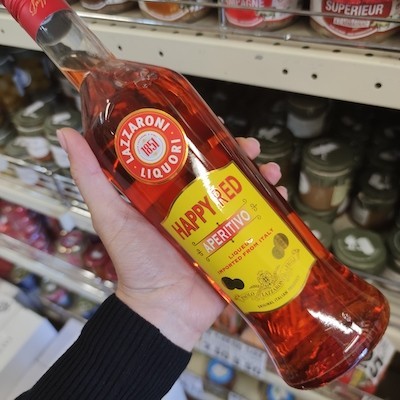 SUPERIEUR
LAZZARONI
1851
LIQUORI
HAPPY RED
APERITIVO
LIQUEUR
IMPORTED FROM ITALY